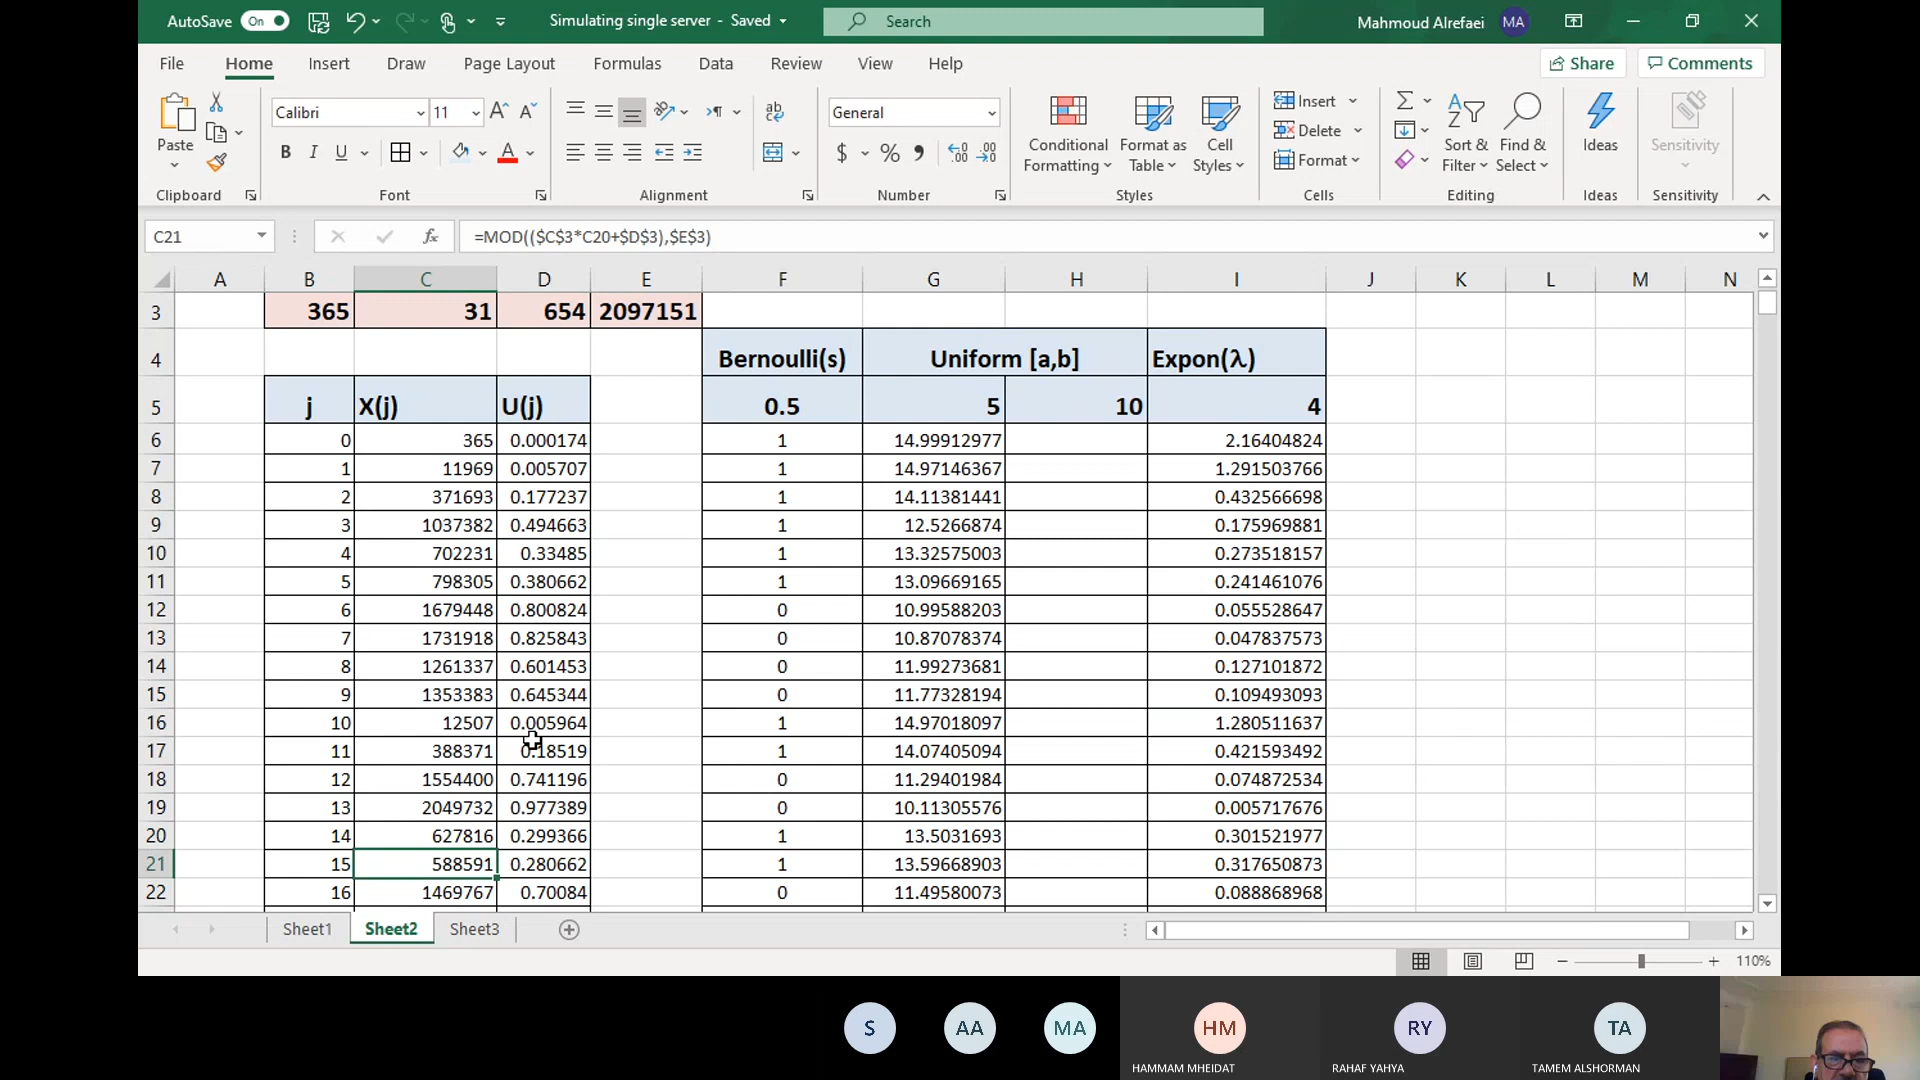 AutoSave On Simulating single server - Saved Search Mahmoud Alrefaei MA
File Home Insert Draw Page Layout Formulas Data Review View Help Share Comments
Paste Calibri 11 General Conditional Formatting Format as Table Cell Styles Insert Delete Format Sort & Filter Find & Select Ideas Sensitivity
Clipboard Font Alignment Number Styles Cells Editing Ideas Sensitivity
C21 fx =MOD(($C$3*C20+$D$3),$E$3)
A B C D E F G H I J K L M N
3 365 31 654 2097151
4 Bernoulli(s) Uniform [a,b] Expon(λ)
5 j X(j) U(j) 0.5 5 10 4
6 0 365 0.000174 1 14.99912977 2.16404824
7 1 11969 0.005707 1 14.97146367 1.291503766
8 2 371693 0.177237 1 14.11381441 0.432566698
9 3 1037382 0.494663 1 12.5266874 0.175969881
10 4 702231 0.33485 1 13.32575003 0.273518157
11 5 798305 0.380662 1 13.09669165 0.241461076
12 6 1679448 0.800824 0 10.99588203 0.055528647
13 7 1731918 0.825843 0 10.87078374 0.047837573
14 8 1261337 0.601453 0 11.99273681 0.127101872
15 9 1353383 0.645344 0 11.77328194 0.109493093
16 10 12507 0.005964 1 14.97018097 1.280511637
17 11 388371 0.18519 1 14.07405094 0.421593492
18 12 1554400 0.741196 0 11.29401984 0.074872534
19 13 2049732 0.977389 0 10.11305576 0.005717676
20 14 627816 0.299366 1 13.5031693 0.301521977
21 15 588591 0.280662 1 13.59668903 0.317650873
22 16 1469767 0.70084 0 11.49580073 0.088868968
Sheet1 Sheet2 Sheet3
110%
S AA MA HM RY TA
HAMMAM MHEIDAT RAHAF YAHYA TAMEM ALSHORMAN